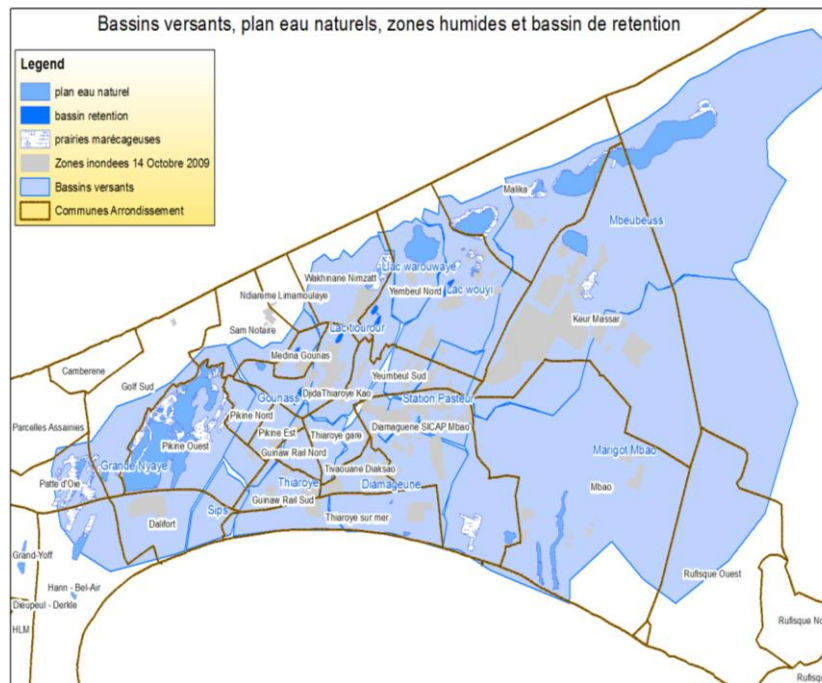 Bassins versants, plan eau naturels, zones humides et bassin de retention
Legend
plan eau naturel
bassin retention
prairies marécageuses
Zones inondees 14 Octobre 2009
Bassins versants
Communes Arrondissement
Malika
Mbeubeuss
Llac warouwaye
Wakhinane Nimzatt
Yembeul Nord
Lac wouyi
Ndiareme Limamoulaye
Keur Massar
Sam Notaire
Lac tiourour
Medina Gounas
Camberene
Golf Sud
Yeumbeul Sud
Gounass
DjidaThiaroye Kao
Station Pasteur
Parcelles Assainies
Pikine Nord
Diamaguene SICAP Mbao
Pikine Est
Thiaroye gare
Pikine Ouest
Guinaw Rail Nord
Marigot Mbao
Grande Nyaye
Tivaouane Diaksao
Patte d'Oie
Thiaroye
Diamageune
Mbao
Guinaw Rail Sud
Sips
Dalifort
Thiaroye sur mer
Grand-Yoff
Rufisque Ouest
Hann - Bel-Air
Dieupeul - Derkle
Rufisque No
HLM
Rufisqu